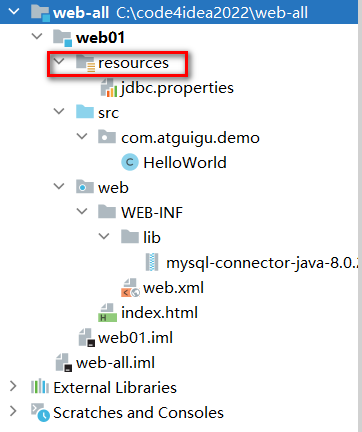 web-all C:\code4idea2022\web-all
web01
resources
jdbc.properties
src
com.atguigu.demo
HelloWorld
web
WEB-INF
lib
mysql-connector-java-8.0.
web.xml
index.html
web01.iml
web-all.iml
External Libraries
Scratches and Consoles